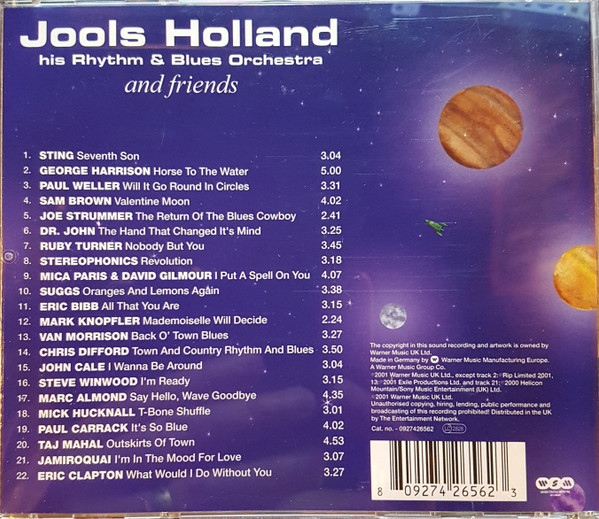 Jools Holland
his Rhythm & Blues Orchestra
and friends
1. STING Seventh Son 3.04
2. GEORGE HARRISON Horse To The Water 5.00
3. PAUL WELLER Will It Go Round In Circles 3.31
4. SAM BROWN Valentine Moon 4.02
5. JOE STRUMMER The Return Of The Blues Cowboy 2.41
6. DR. JOHN The Hand That Changed It's Mind 3.25
7. RUBY TURNER Nobody But You 3.45
8. STEREOPHONICS Revolution 3.18
9. MICA PARIS & DAVID GILMOUR I Put A Spell On You 4.07
10. SUGGS Oranges And Lemons Again 3.38
11. ERIC BIBB All That You Are 3.15
12. MARK KNOPFLER Mademoiselle Will Decide 2.24
13. VAN MORRISON Back O' Town Blues 3.27
14. CHRIS DIFFORD Town And Country Rhythm And Blues 3.50
15. JOHN CALE I Wanna Be Around 3.04
16. STEVE WINWOOD I'm Ready 3.15
17. MARC ALMOND Say Hello, Wave Goodbye 4.35
18. MICK HUCKNALL T-Bone Shuffle 3.01
19. PAUL CARRACK It's So Blue 4.02
20. TAJ MAHAL Outskirts Of Town 4.53
21. JAMIROQUAI I'm In The Mood For Love 3.07
22. ERIC CLAPTON What Would I Do Without You 3.27
The copyright in this sound recording and artwork is owned by
Warner Music UK Ltd.
Made in Germany by Warner Music Manufacturing Europe.
A Warner Music Group Co.
℗2001 Warner Music UK Ltd., except track 2:℗Rip Limited 2001,
13:℗2001 Exile Productions Ltd. and track 21:℗2000 Helicon
Mountain/Sony Music Entertainment (UK) Ltd.
©2001 Warner Music UK Ltd.
Unauthorised copying, hiring, lending, public performance and
broadcasting of this recording prohibited! Distributed in the UK
by The Entertainment Network.
Cat. no. - 0927426562 LC 2828
8 09274 26562 3
wsm